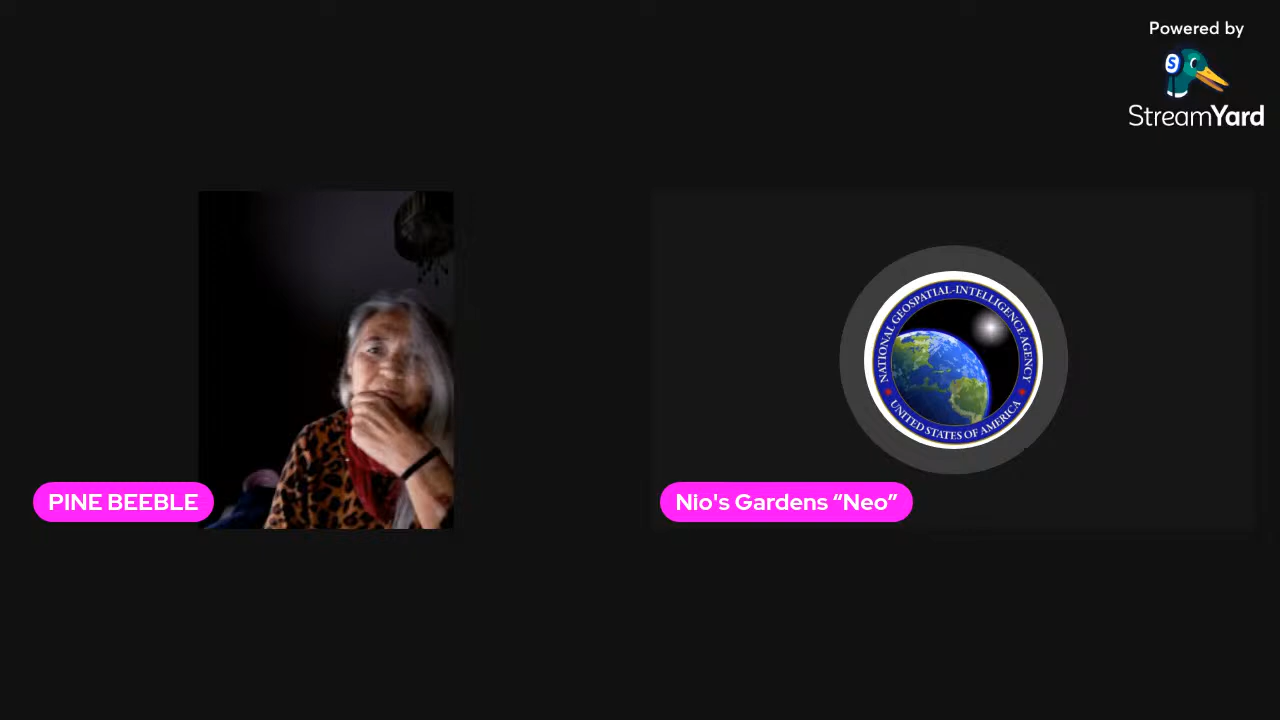 Powered by
S
StreamYard
NATIONAL GEOSPATIAL-INTELLIGENCE AGENCY
UNITED STATES OF AMERICA
PINE BEEBLE
Nio's Gardens “Neo”